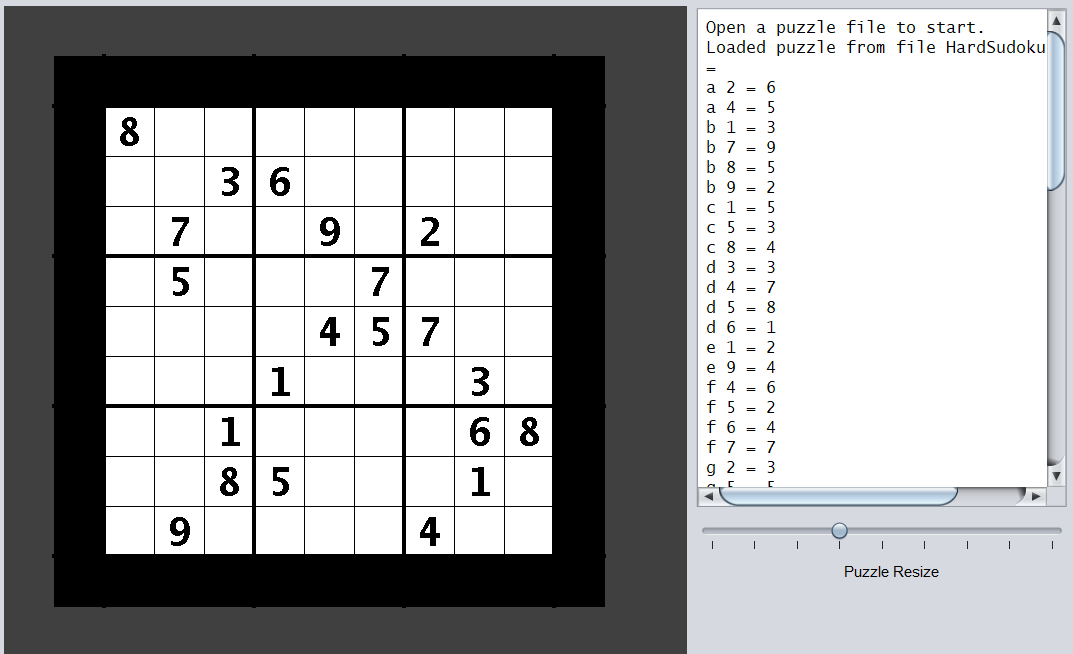 8
3 6
7 9 2
5 7
4 5 7
1 3
1 6 8
8 5 1
9 4
Open a puzzle file to start.
Loaded puzzle from file HardSudoku
=
a 2 = 6
a 4 = 5
b 1 = 3
b 7 = 9
b 8 = 5
b 9 = 2
c 1 = 5
c 5 = 3
c 8 = 4
d 3 = 3
d 4 = 7
d 5 = 8
d 6 = 1
e 1 = 2
e 9 = 4
f 4 = 6
f 5 = 2
f 6 = 4
f 7 = 7
g 2 = 3
Puzzle Resize